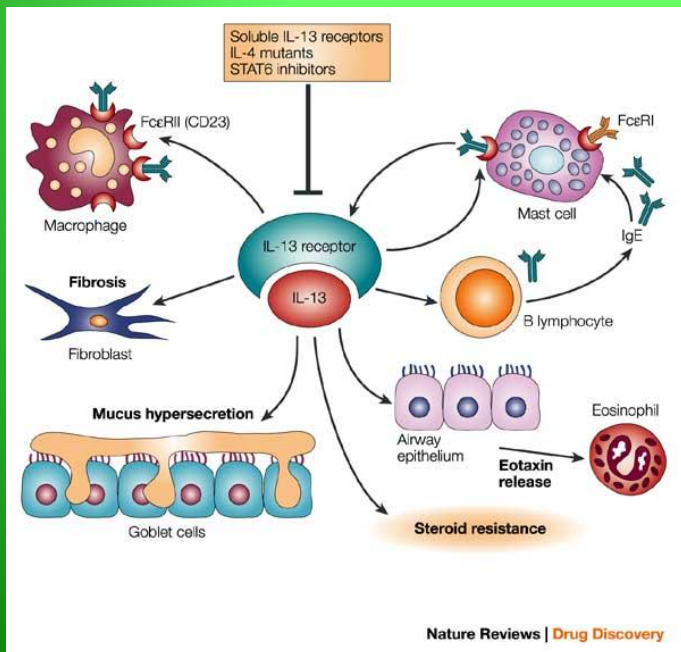 Soluble IL-13 receptors
IL-4 mutants
STAT6 inhibitors
FcεRII (CD23)
Macrophage
FcεRI
Mast cell
IgE
IL-13 receptor
IL-13
B lymphocyte
Fibrosis
Fibroblast
Mucus hypersecretion
Goblet cells
Airway
epithelium
Eotaxin
release
Eosinophil
Steroid resistance
Nature Reviews | Drug Discovery